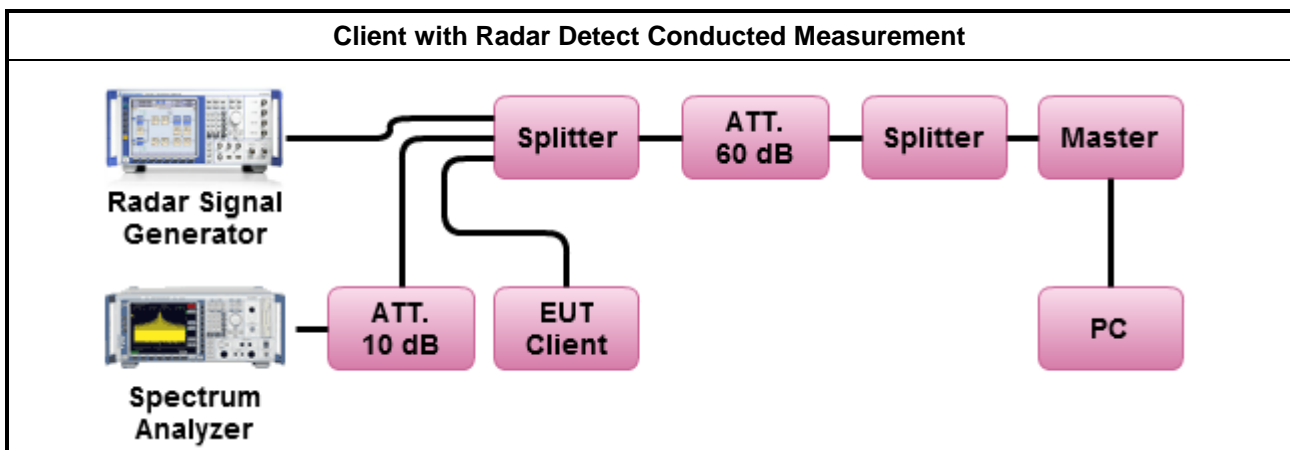 Client with Radar Detect Conducted Measurement
Radar Signal
Generator
Splitter
ATT.
60 dB
Splitter
Master
Spectrum
Analyzer
ATT.
10 dB
EUT
Client
PC